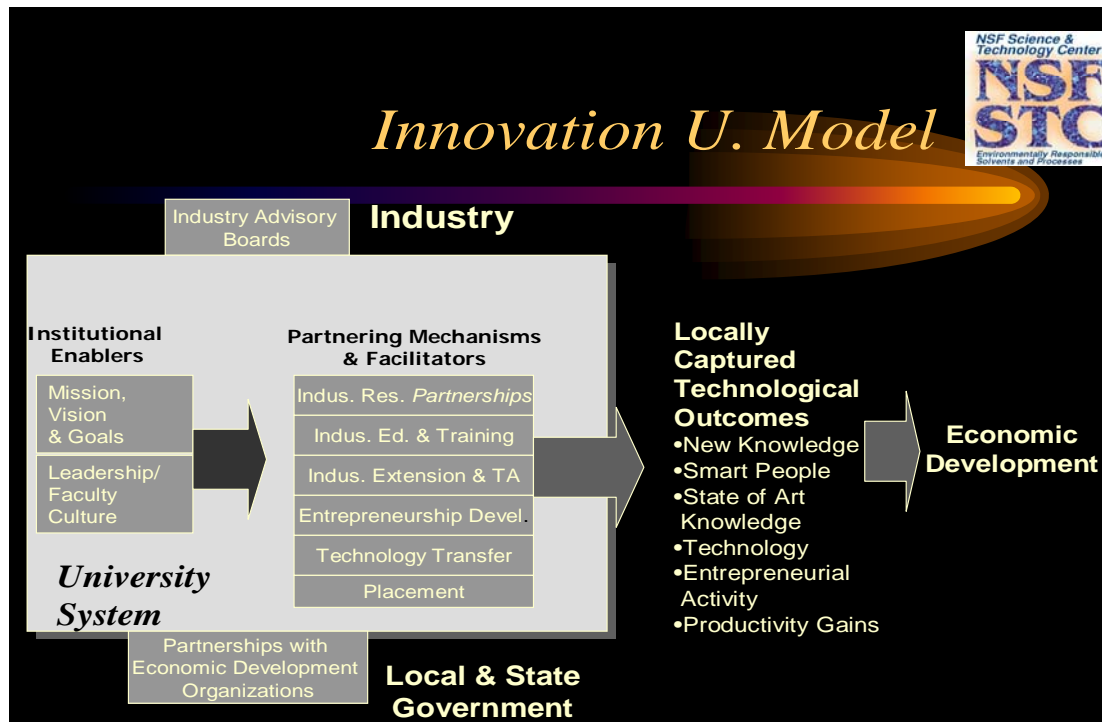 NSF Science &
Technology Center
NSF
STC
Environmentally Responsible
Solvents and Processes
Innovation U. Model
Industry Advisory
Boards
Industry
Institutional
Enablers
Mission,
Vision
& Goals
Leadership/
Faculty
Culture
Partnering Mechanisms
& Facilitators
Indus. Res. Partnerships
Indus. Ed. & Training
Indus. Extension & TA
Entrepreneurship Devel.
Technology Transfer
Placement
University
System
Partnerships with
Economic Development
Organizations
Local & State
Government
Locally
Captured
Technological
Outcomes
•New Knowledge
•Smart People
•State of Art
Knowledge
•Technology
•Entrepreneurial
Activity
•Productivity Gains
Economic
Development